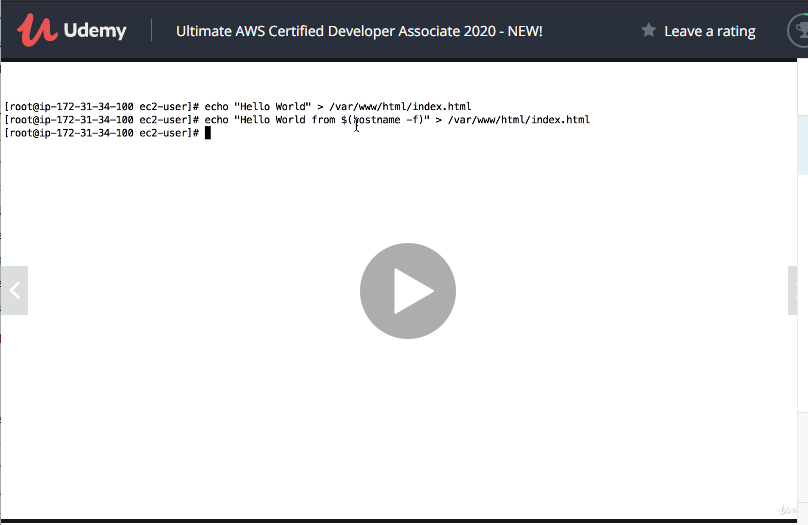 Udemy
Ultimate AWS Certified Developer Associate 2020 - NEW!
Leave a rating
[root@ip-172-31-34-100 ec2-user]# echo "Hello World" > /var/www/html/index.html
[root@ip-172-31-34-100 ec2-user]# echo "Hello World from $(hostname -f)" > /var/www/html/index.html
[root@ip-172-31-34-100 ec2-user]#